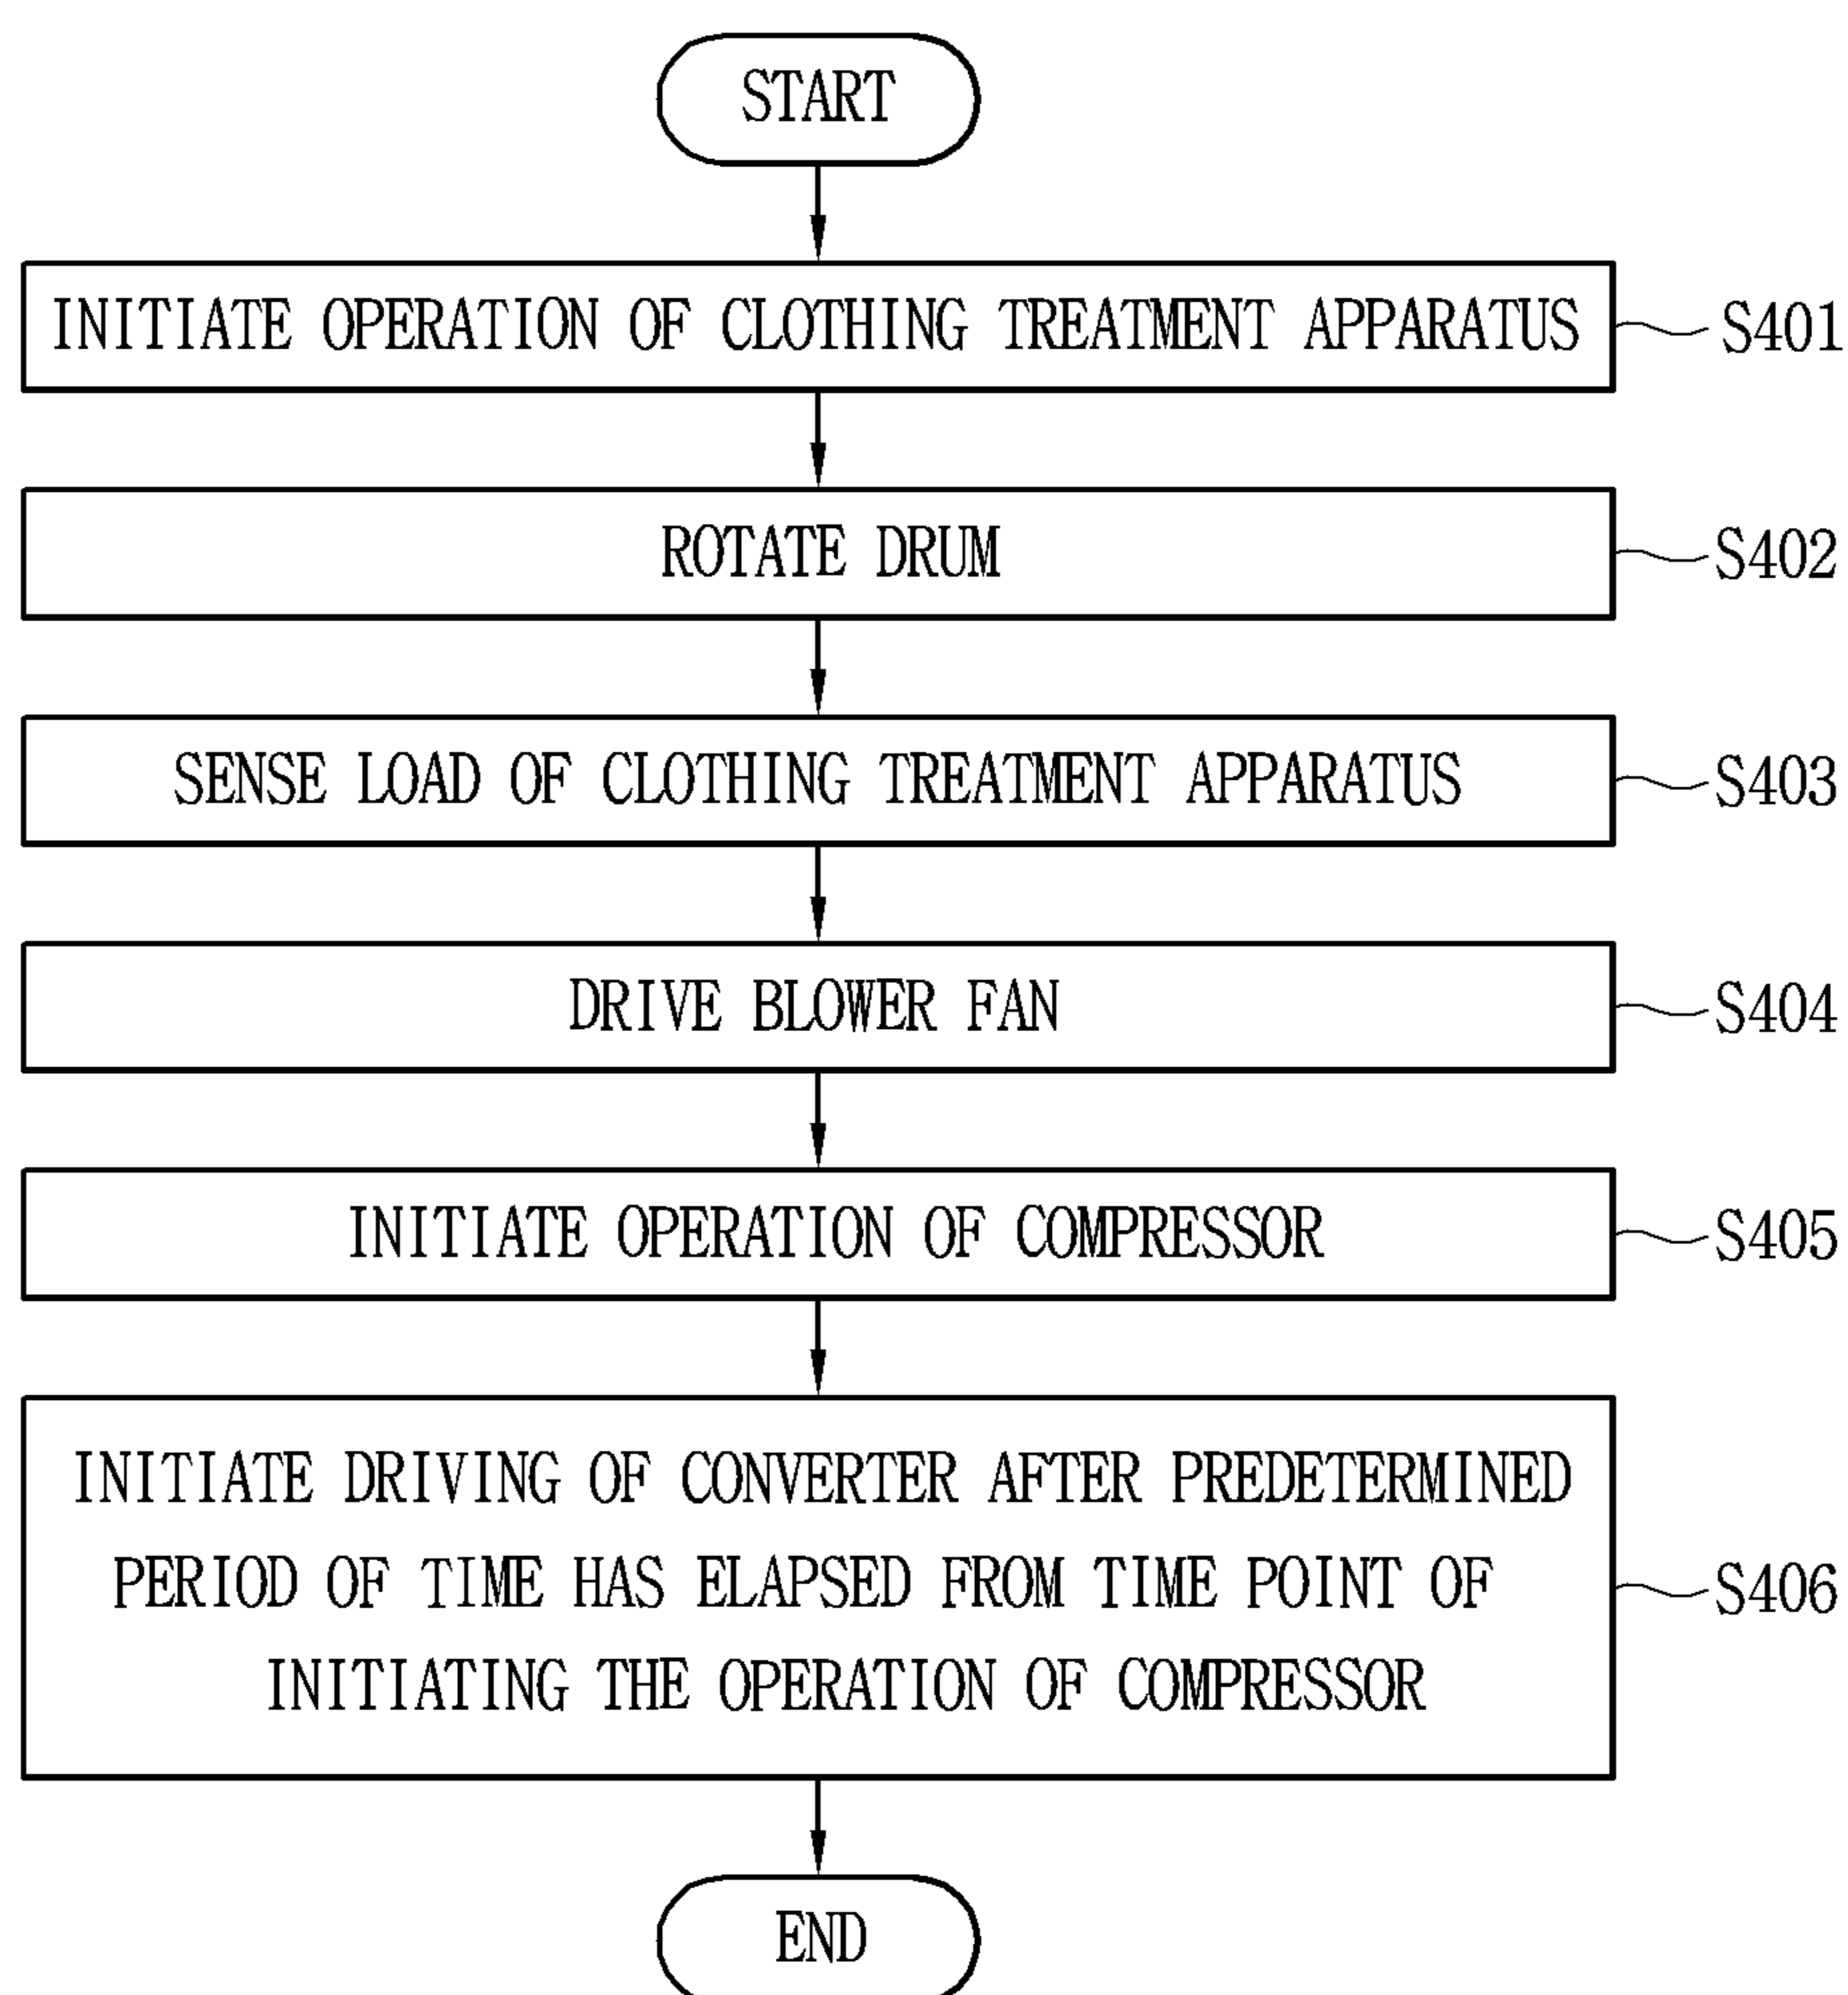 START
INITIATE OPERATION OF CLOTHING TREATMENT APPARATUS
S401
ROTATE DRUM
S402
SENSE LOAD OF CLOTHING TREATMENT APPARATUS
S403
DRIVE BLOWER FAN
S404
INITIATE OPERATION OF COMPRESSOR
S405
INITIATE DRIVING OF CONVERTER AFTER PREDETERMINED
PERIOD OF TIME HAS ELAPSED FROM TIME POINT OF
INITIATING THE OPERATION OF COMPRESSOR
S406
END